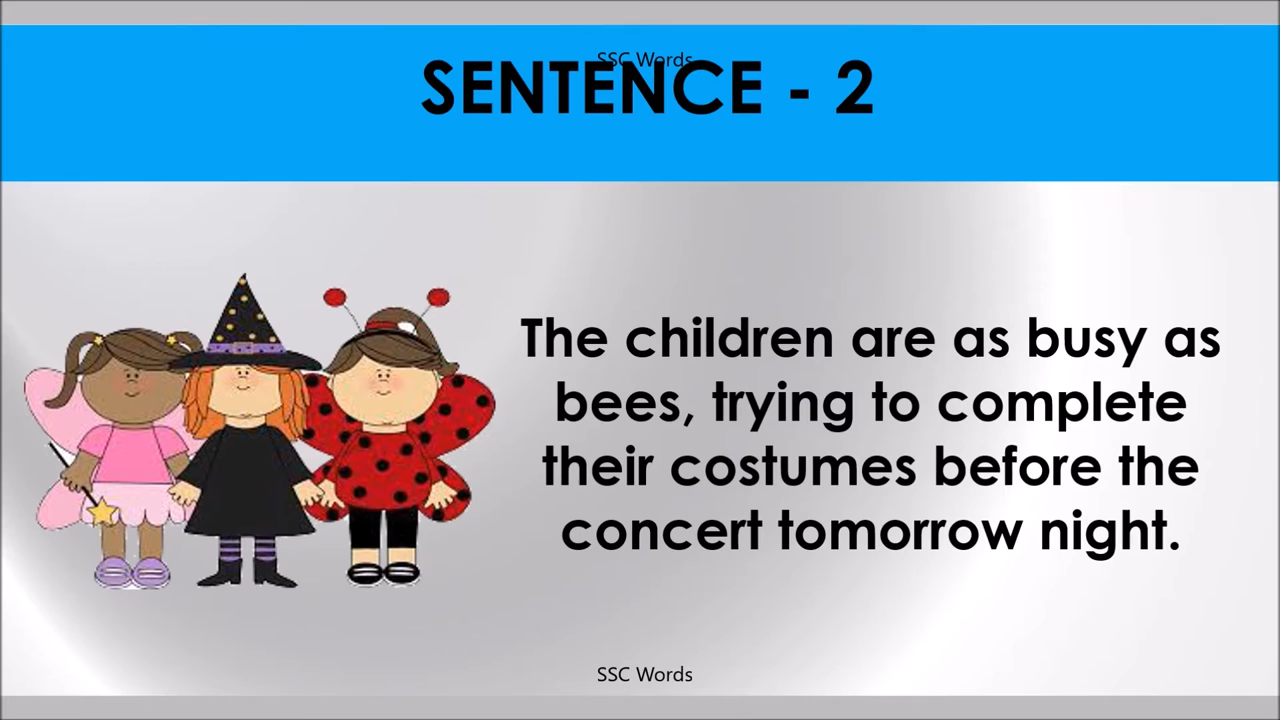 SSC Words
SENTENCE - 2
The children are as busy as
bees, trying to complete
their costumes before the
concert tomorrow night.
SSC Words